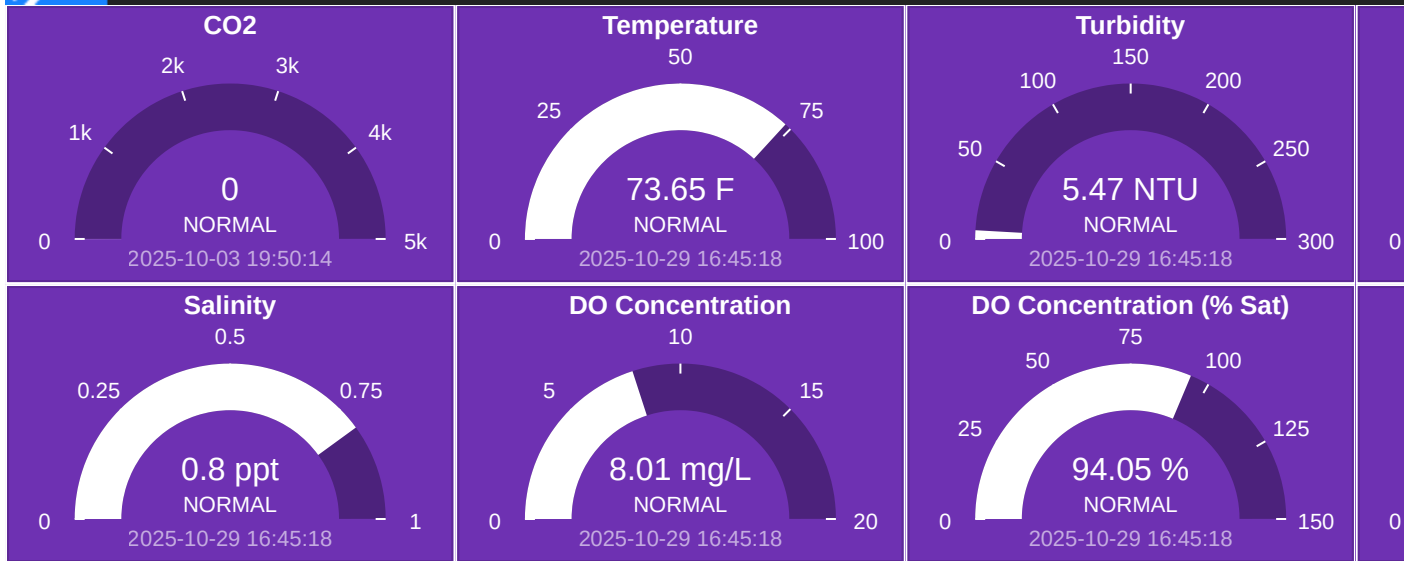 CO2
2k
3k
1k
4k
0
NORMAL
0
5k
2025-10-03 19:50:14
Temperature
50
25
75
73.65 F
NORMAL
0
100
2025-10-29 16:45:18
Turbidity
150
100
200
50
250
5.47 NTU
NORMAL
0
300
2025-10-29 16:45:18
0
Salinity
0.5
0.25
0.75
0.8 ppt
NORMAL
0
1
2025-10-29 16:45:18
DO Concentration
10
5
15
8.01 mg/L
NORMAL
0
20
2025-10-29 16:45:18
DO Concentration (% Sat)
75
50
100
25
125
94.05 %
NORMAL
0
150
2025-10-29 16:45:18
0